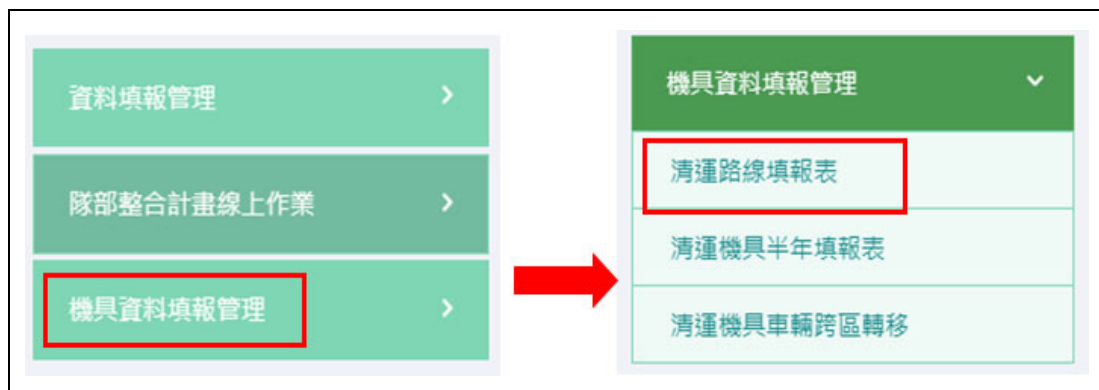 資料填報管理
隊部整合計畫線上作業
機具資料填報管理
機具資料填報管理
清運路線填報表
清運機具半年填報表
清運機具車輛跨區轉移